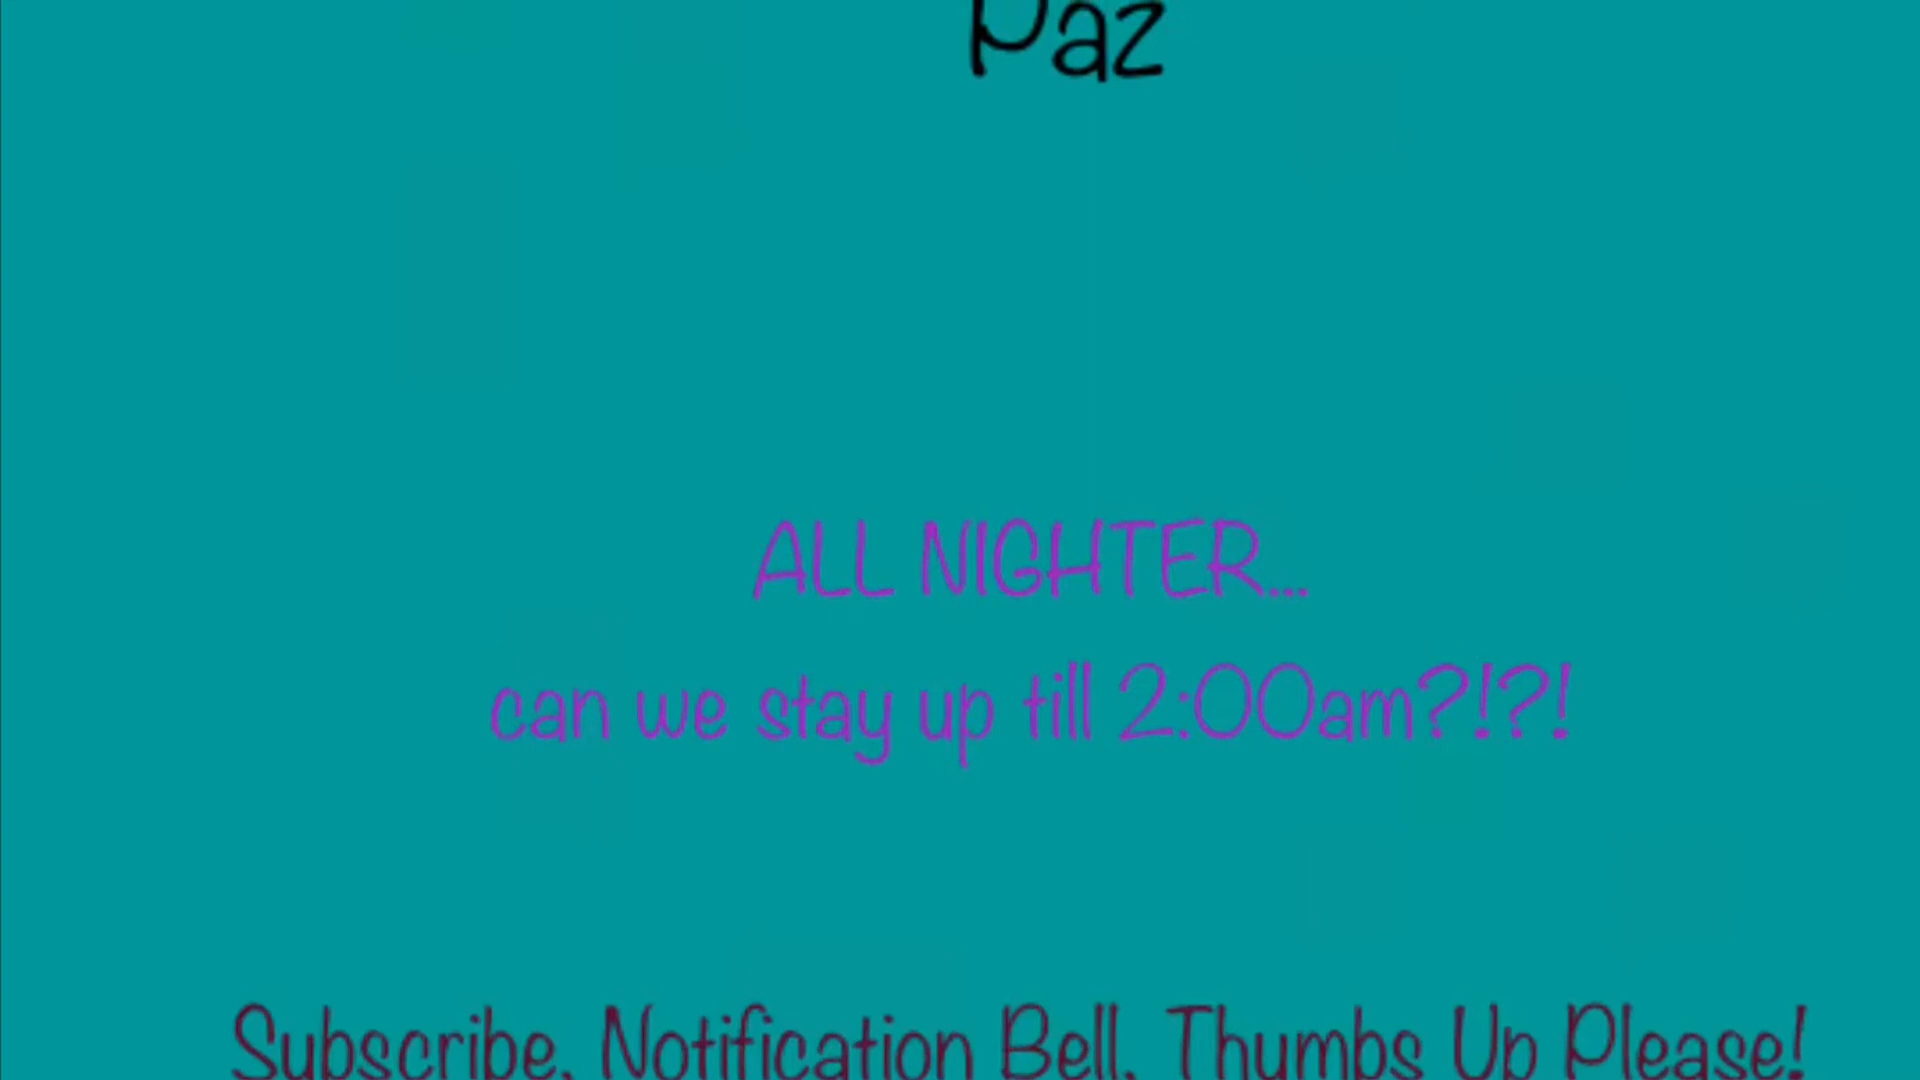 Paz
ALL NIGHTER...
can we stay up till 2:00am?!?!
Subscribe, Notification Bell, Thumbs Up Please!